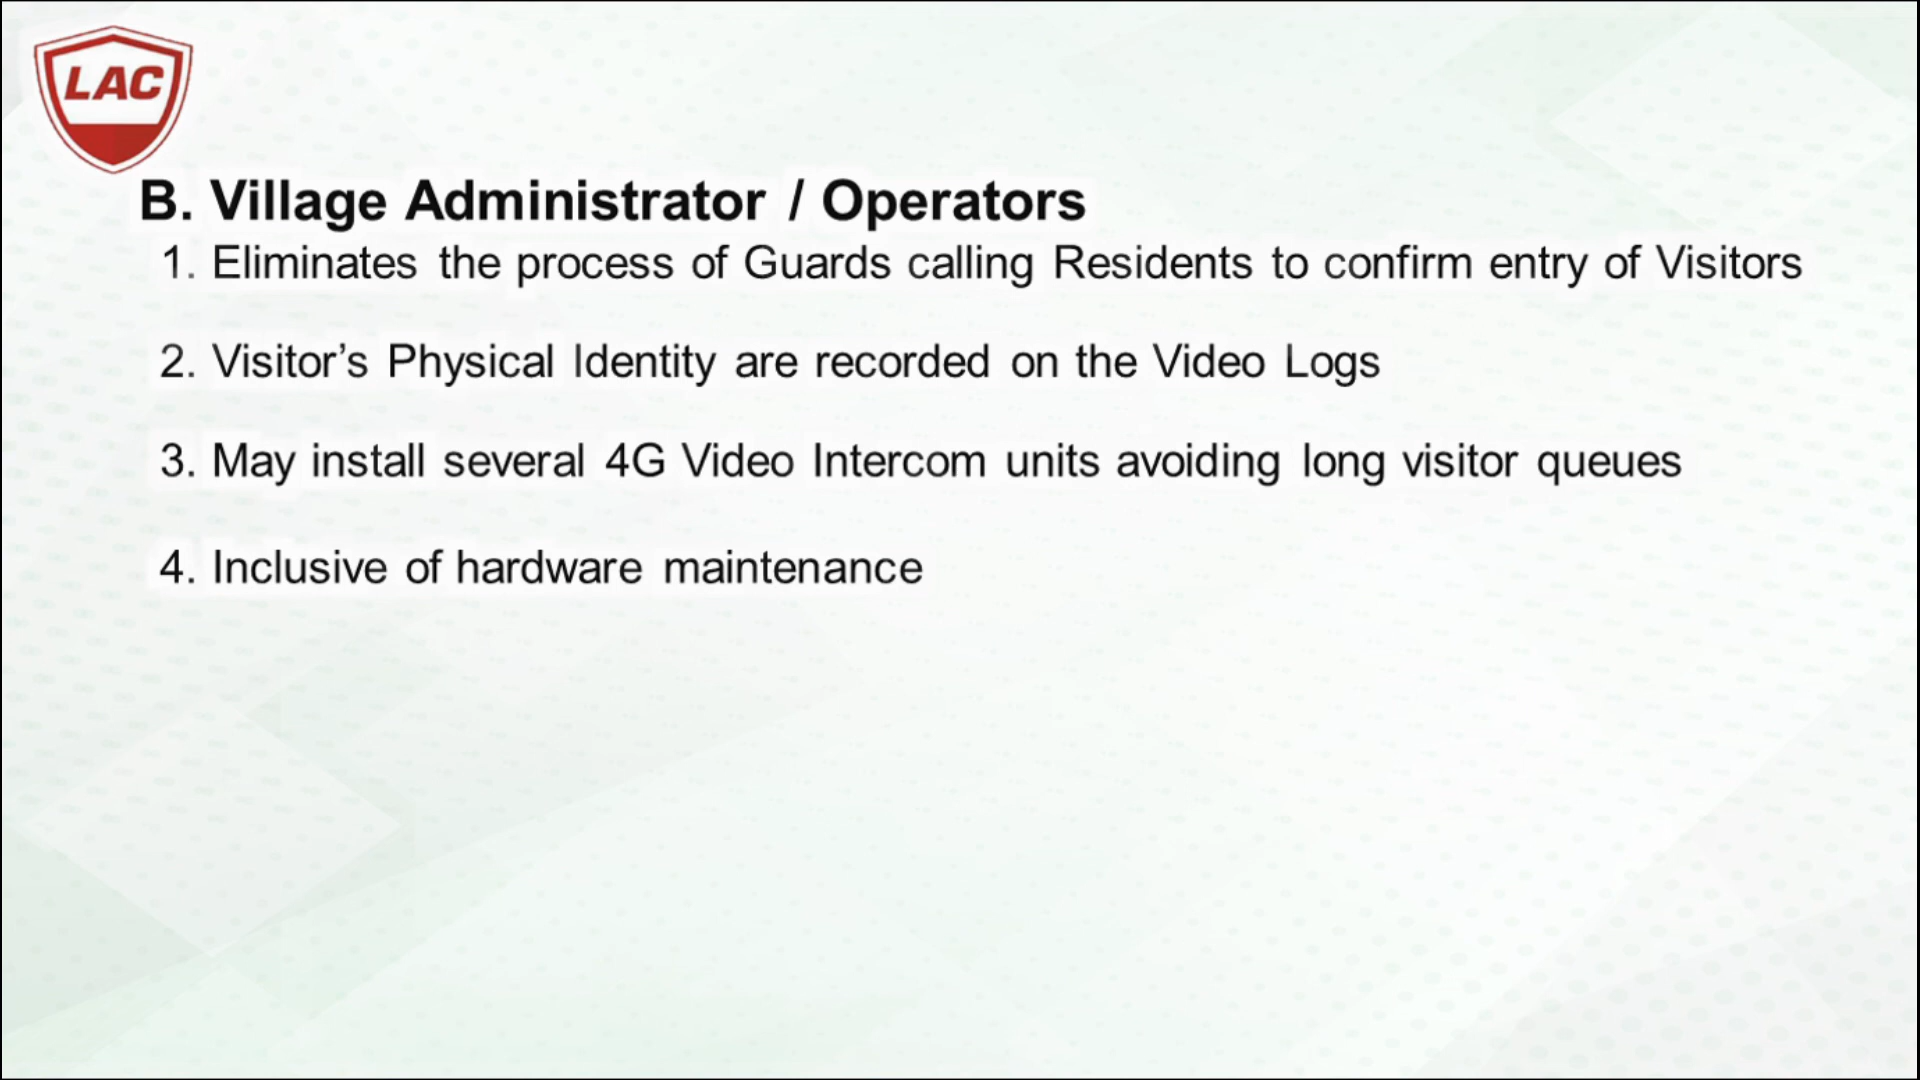 LAC
B. Village Administrator / Operators
1. Eliminates the process of Guards calling Residents to confirm entry of Visitors
2. Visitor’s Physical Identity are recorded on the Video Logs
3. May install several 4G Video Intercom units avoiding long visitor queues
4. Inclusive of hardware maintenance